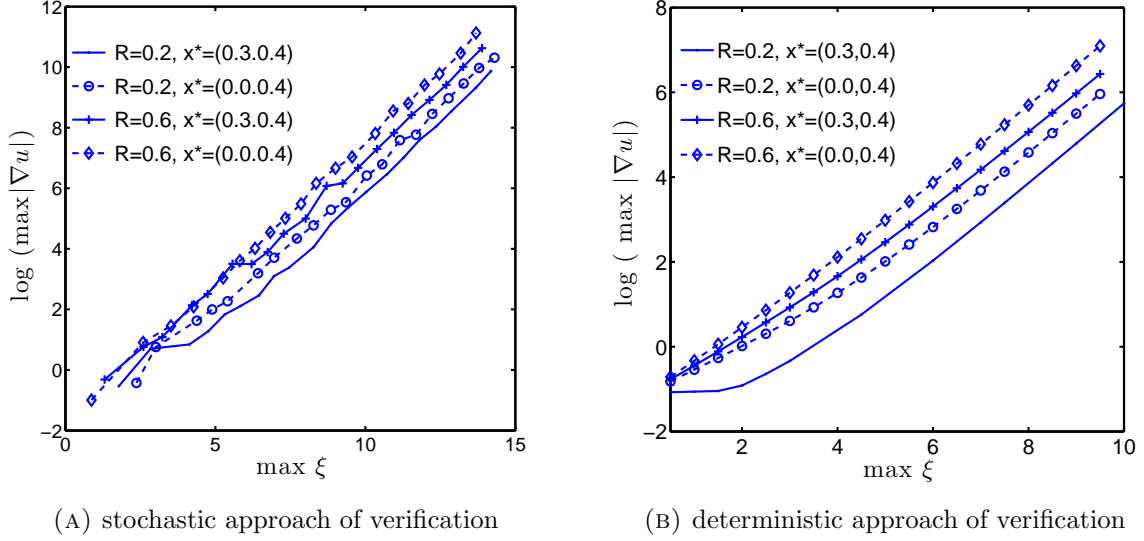 12
10
8
6
4
2
0
−2
log (max |∇u|)
R=0.2, x*=(0.3.0.4)
R=0.2, x*=(0.0.0.4)
R=0.6, x*=(0.3.0.4)
R=0.6, x*=(0.0.0.4)
0 5 10 15
max ξ
(A) stochastic approach of verification
8
6
4
2
0
−2
log ( max |∇u|)
R=0.2, x*=(0.3,0.4)
R=0.2, x*=(0.0,0.4)
R=0.6, x*=(0.3,0.4)
R=0.6, x*=(0.0,0.4)
2 4 6 8 10
max ξ
(B) deterministic approach of verification